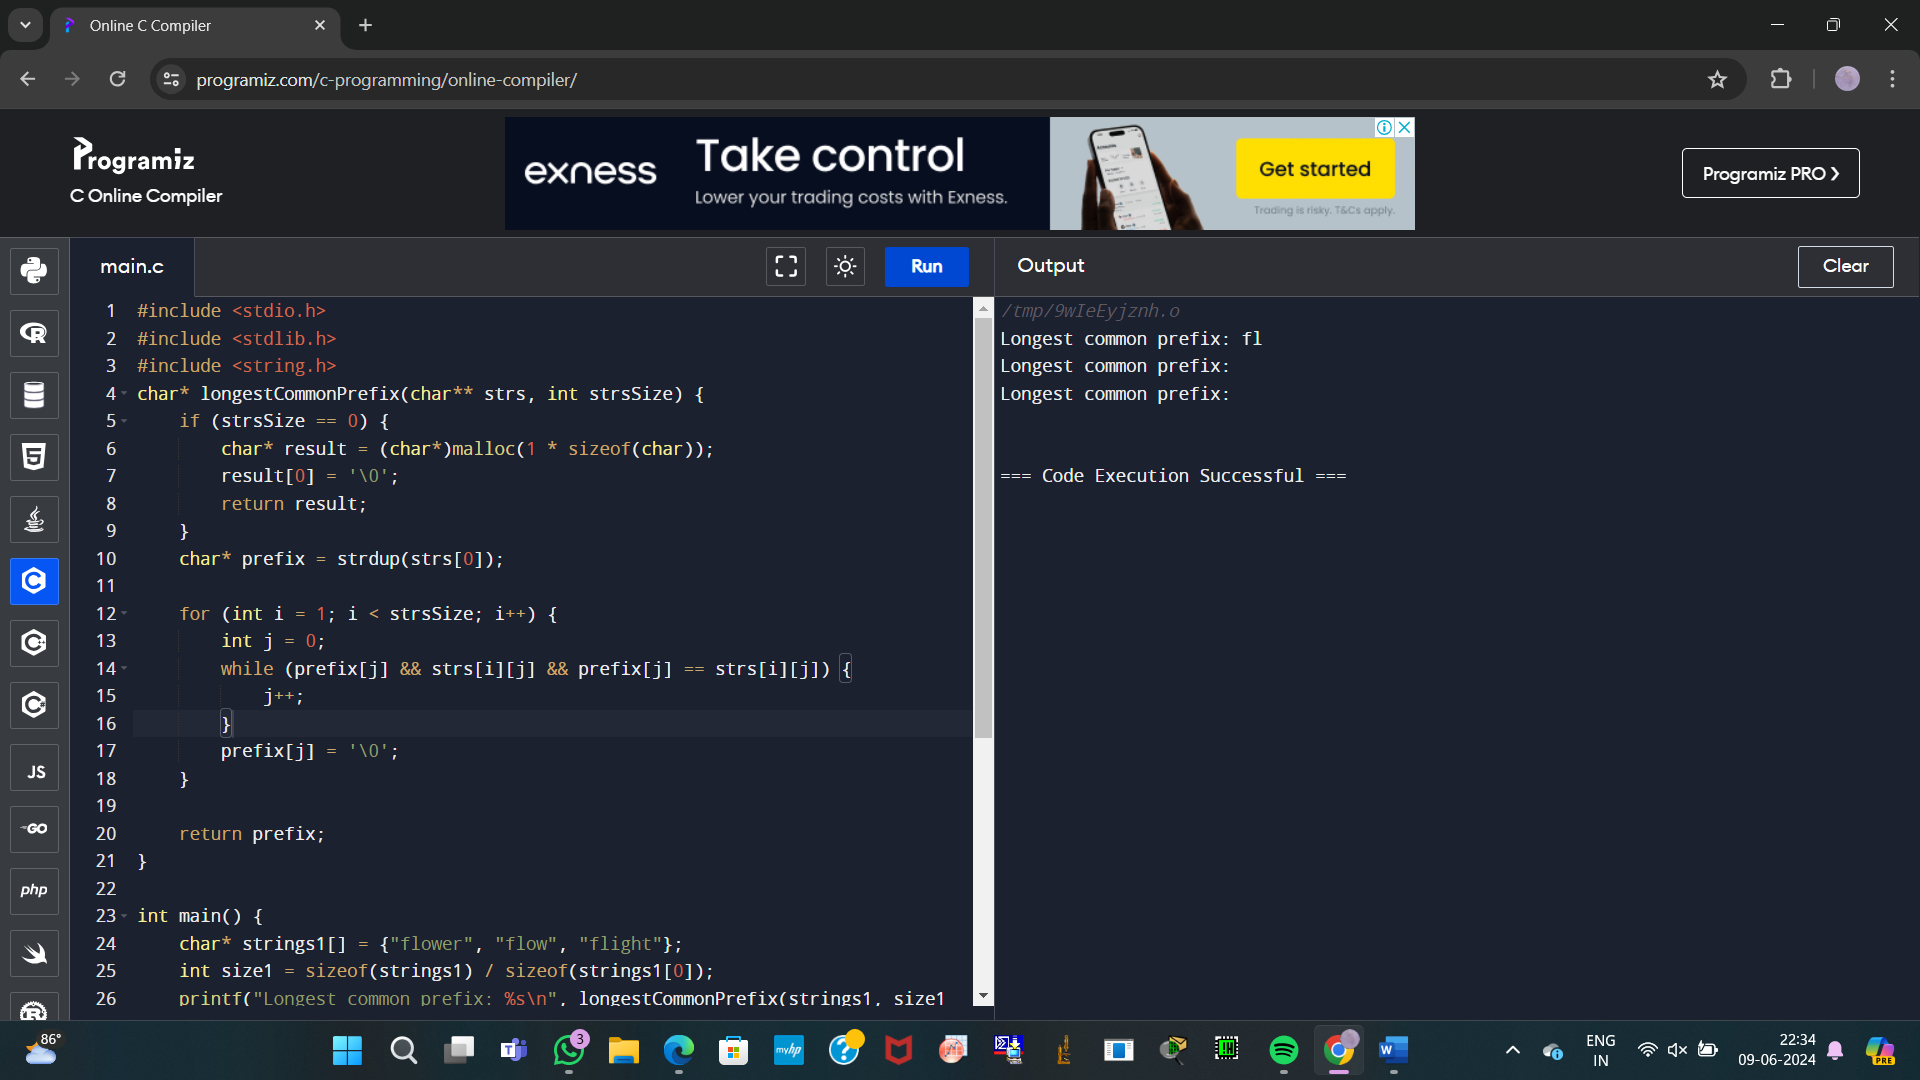 Online C Compiler
programiz.com/c-programming/online-compiler/
Programiz
C Online Compiler
exness
Take control
Lower your trading costs with Exness.
Get started
Trading is risky. T&Cs apply.
Programiz PRO
main.c
Run
Output
Clear
1 #include <stdio.h>
2 #include <stdlib.h>
3 #include <string.h>
4 char* longestCommonPrefix(char** strs, int strsSize) {
5 if (strsSize == 0) {
6 char* result = (char*)malloc(1 * sizeof(char));
7 result[0] = '\0';
8 return result;
9 }
10 char* prefix = strdup(strs[0]);
11
12 for (int i = 1; i < strsSize; i++) {
13 int j = 0;
14 while (prefix[j] && strs[i][j] && prefix[j] == strs[i][j]) {
15 j++;
16 }
17 prefix[j] = '\0';
18 }
19
20 return prefix;
21 }
22
23 int main() {
24 char* strings1[] = {"flower", "flow", "flight"};
25 int size1 = sizeof(strings1) / sizeof(strings1[0]);
26 printf("Longest common prefix: %s\n", longestCommonPrefix(strings1, size1
/tmp/9wIeEyjznh.o
Longest common prefix: fl
Longest common prefix:
Longest common prefix:
=== Code Execution Successful ===
JS
GO
php
86°
3
myhp
W
PRE
ENG
IN
22:34
09-06-2024